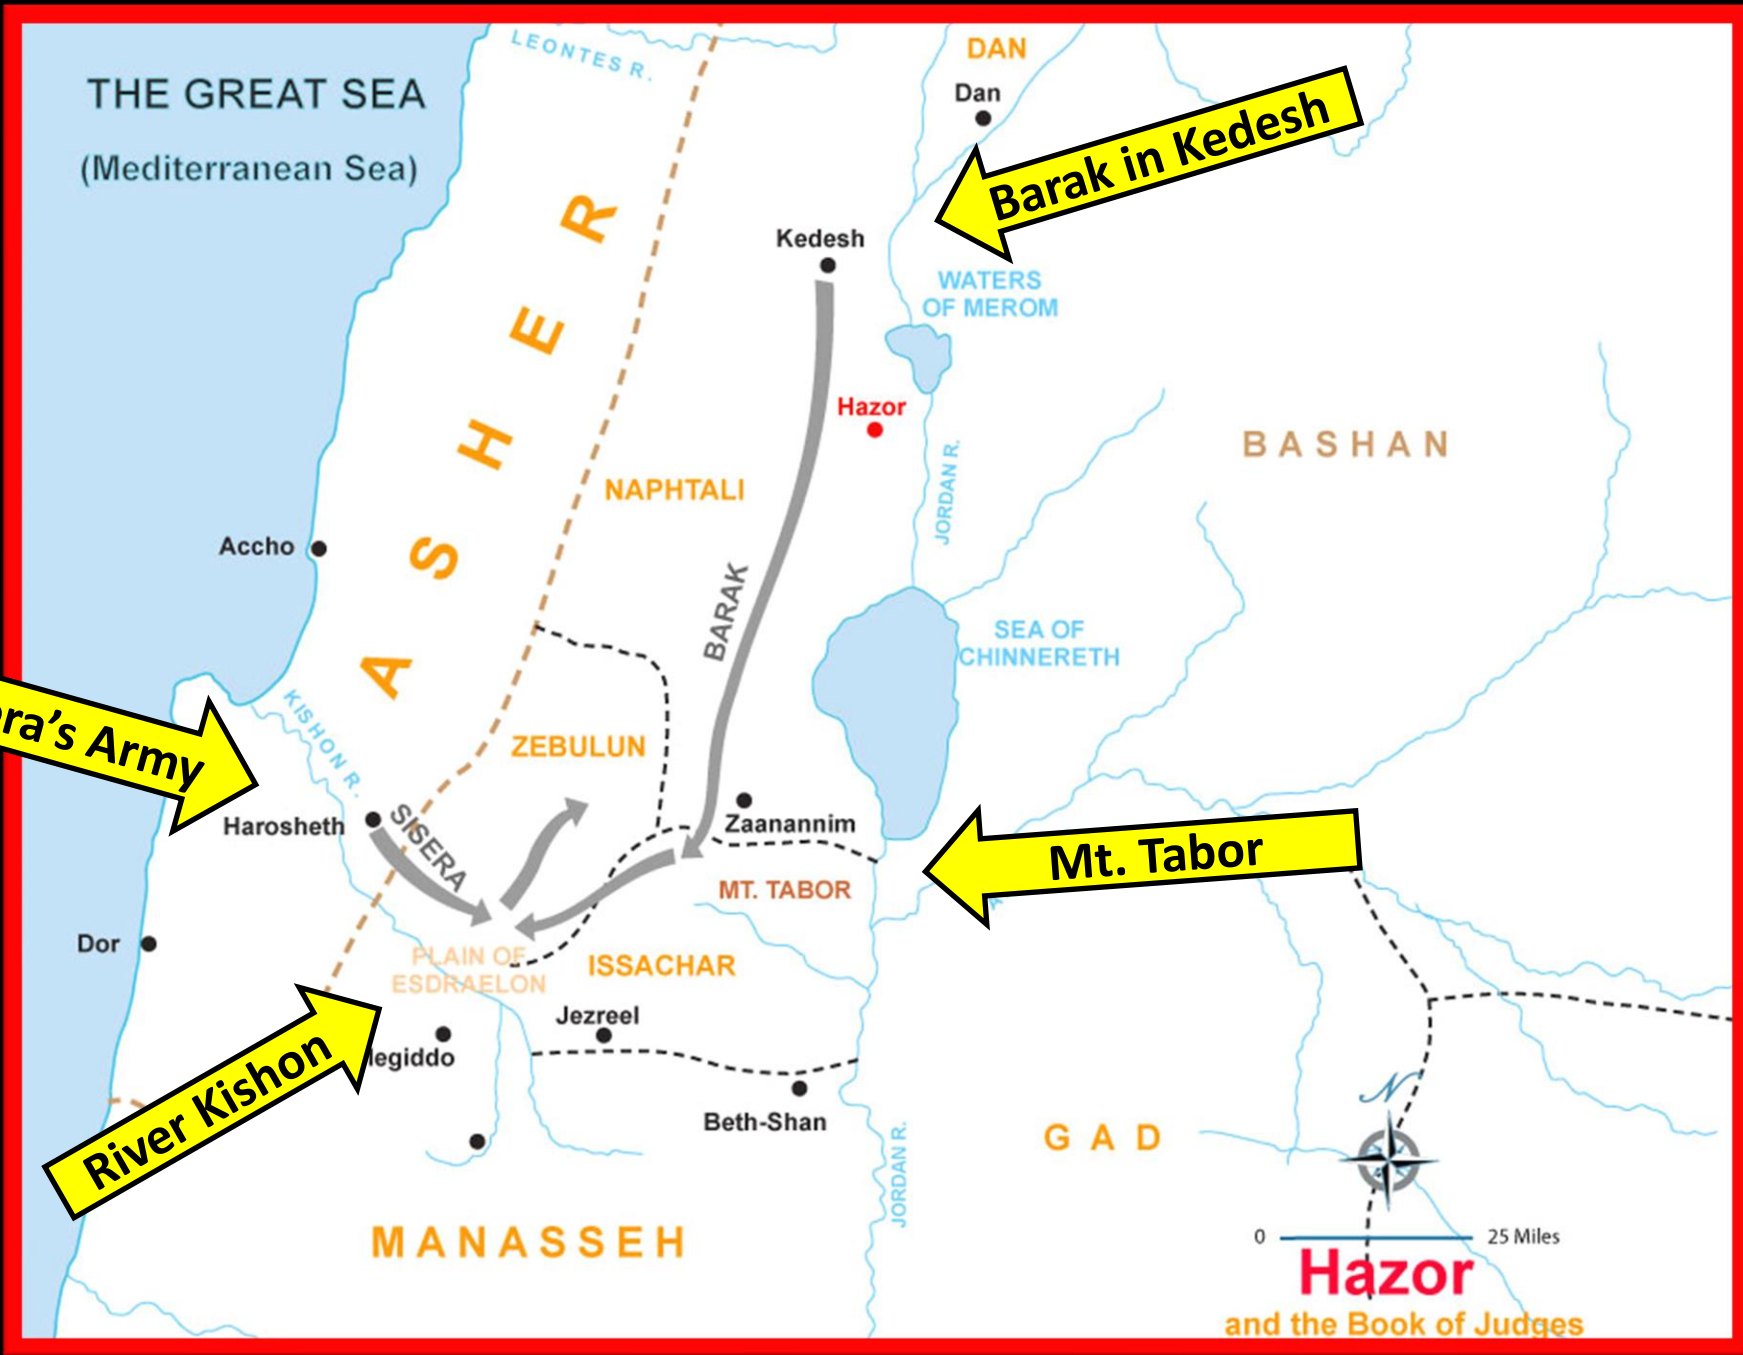 LEONTES R.
DAN
THE GREAT SEA
Dan
Barak in Kedesh
(Mediterranean Sea)
ASHER
Kedesh
WATERS
OF MEROM
Hazor
BASHAN
NAPHTALI
JORDAN R.
Accho
BARAK
SEA OF
CHINNERETH
KISHON R.
Army
ZEBULUN
Harosheth
SISERA
Zaanannim
Mt. Tabor
MT. TABOR
Dor
PLAIN OF
ESDRAELON
ISSACHAR
Jezreel
River Kishon
Beth-Shan
GAD
N
JORDAN R.
MANASSEH
0 25 Miles
Hazor
and the Book of Judges